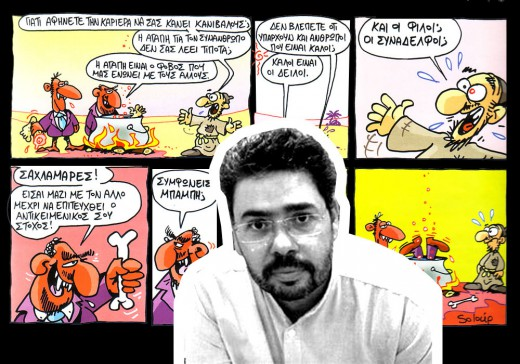 ΓΙΑΤΙ ΑΦΗΝΕΤΕ ΤΗΝ ΚΑΡΙΕΡΑ ΝΑ ΣΑΣ ΚΑΝΕΙ ΚΑΝΙΒΑΛΟΥΣ;
Η ΑΓΑΠΗ ΓΙΑ ΤΟΝ ΣΥΝΑΝΘΡΩΠΟ
ΔΕΝ ΣΑΣ ΛΕΕΙ ΤΙΠΟΤΑ;
Η ΑΓΑΠΗ ΕΙΝΑΙ Ο ΦΟΒΟΣ ΠΟΥ
ΜΑΣ ΕΝΩΝΕΙ ΜΕ ΤΟΥΣ ΑΛΛΟΥΣ.
ΔΕΝ ΒΛΕΠΕΤΕ ΟΤΙ
ΥΠΑΡΧΟΥΝ ΚΑΙ ΑΝΘΡΩΠΟΙ
ΠΟΥ ΕΙΝΑΙ ΚΑΛΟΙ;
ΚΑΛΟΙ ΕΙΝΑΙ
ΟΙ ΔΕΙΛΟΙ.
ΚΑΙ ΟΙ ΦΙΛΟΙ;
ΟΙ ΣΥΝΑΔΕΛΦΟΙ;
ΣΑΧΛΑΜΑΡΕΣ!
ΕΙΣΑΙ ΜΑΖΙ ΜΕ ΤΟΝ ΑΛΛΟ
ΜΕΧΡΙ ΝΑ ΕΠΙΤΕΥΧΘΕΙ Ο
ΑΝΤΙΚΕΙΜΕΝΙΚΟΣ ΣΟΥ
ΣΤΟΧΟΣ!
ΣΥΜΦΩΝΕΙΣ
ΜΠΑΜΠΗ;